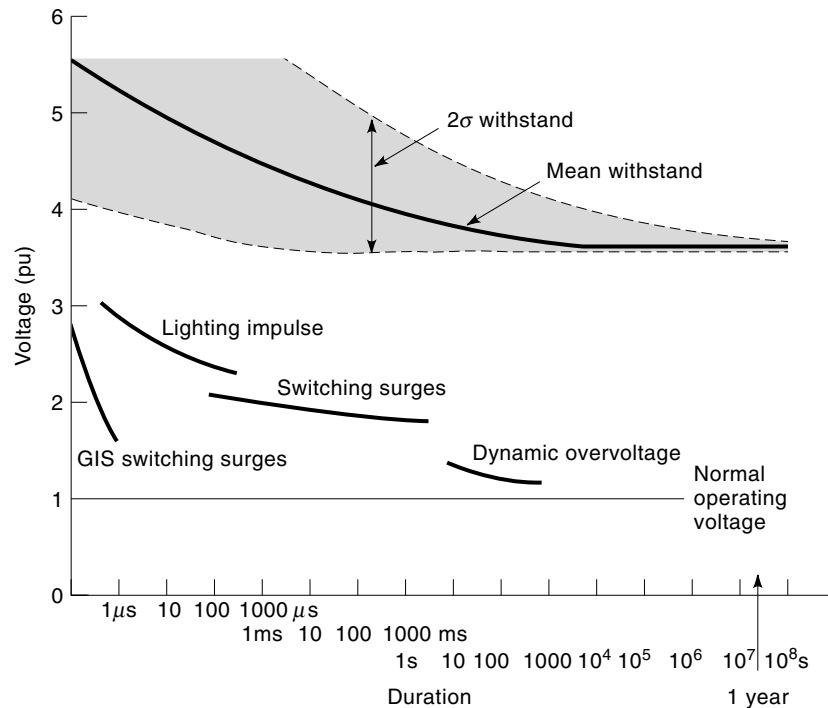 6
5
4
3
2
1
0
Voltage (pu)
2σ withstand
Mean withstand
Lighting impulse
Switching surges
GIS switching surges
Dynamic overvoltage
Normal
operating
voltage
1μs 10 100 1000 μs
1ms 10 100 1000 ms
1s 10 100 1000 10⁴ 10⁵ 10⁶ 10⁷ 10⁸s
Duration
1 year